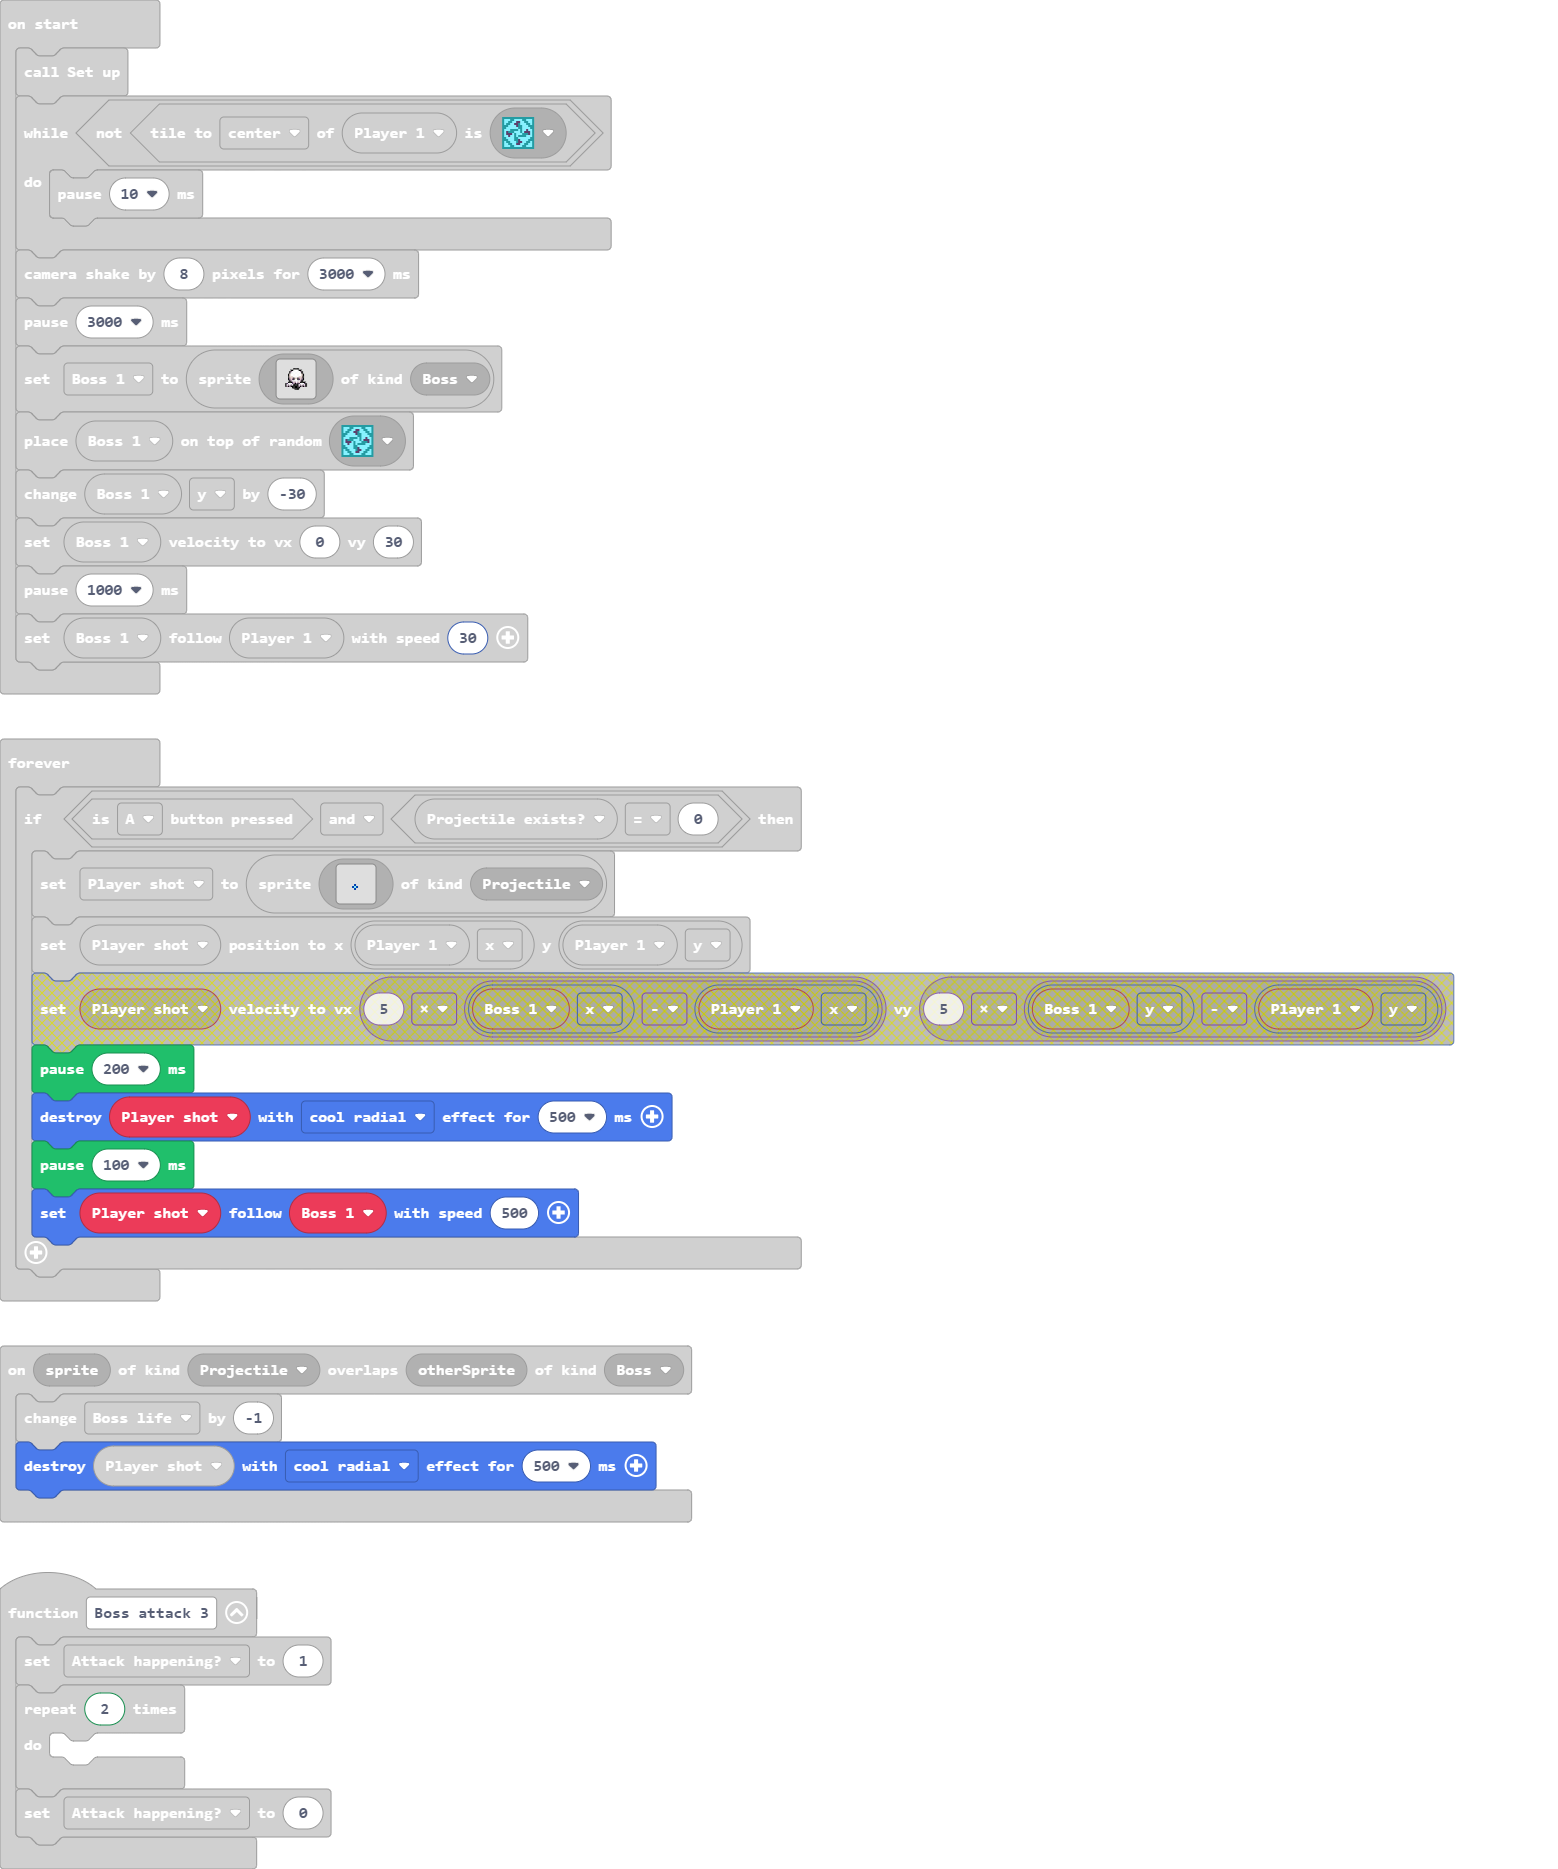 on start
call Set up
while not tile to center of Player 1 is
do
pause 10 ms
camera shake by 8 pixels for 3000 ms
pause 3000 ms
set Boss 1 to sprite of kind Boss
place Boss 1 on top of random
change Boss 1 y by -30
set Boss 1 velocity to vx 0 vy 30
pause 1000 ms
set Boss 1 follow Player 1 with speed 30
forever
if is A button pressed and Projectile exists? = 0 then
set Player shot to sprite of kind Projectile
set Player shot position to x Player 1 x y Player 1 y
set Player shot velocity to vx 5 × Boss 1 x - Player 1 x vy 5 × Boss 1 y - Player 1 y
pause 200 ms
destroy Player shot with cool radial effect for 500 ms
pause 100 ms
set Player shot follow Boss 1 with speed 500
on sprite of kind Projectile overlaps otherSprite of kind Boss
change Boss life by -1
destroy Player shot with cool radial effect for 500 ms
function Boss attack 3
set Attack happening? to 1
repeat 2 times
do
set Attack happening? to 0